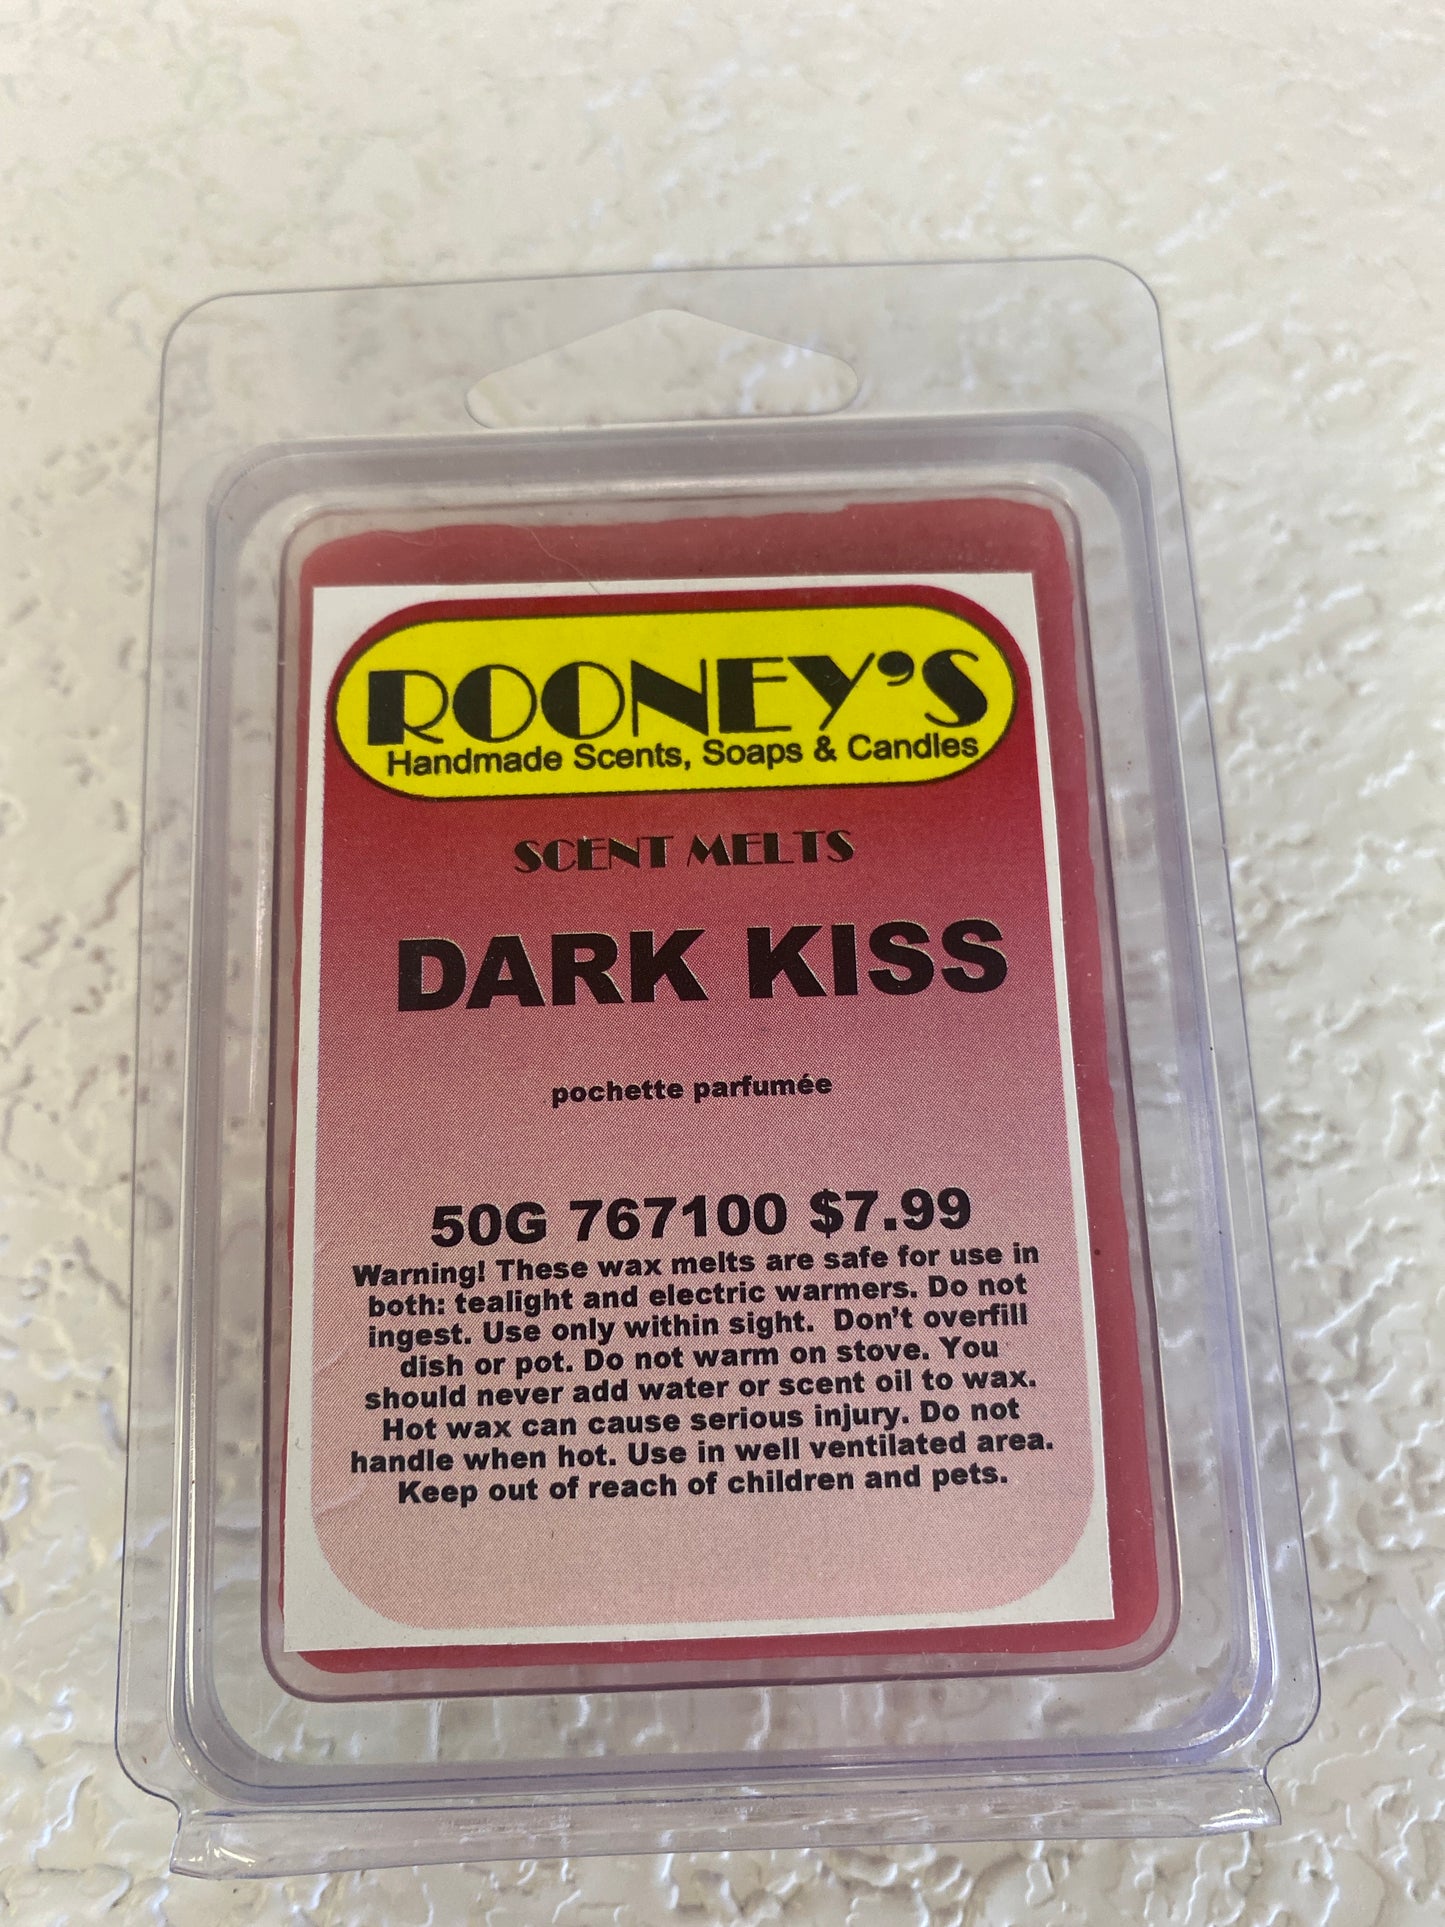 ROONEY'S
Handmade Scents, Soaps & Candles
SCENT MELTS
DARK KISS
pochette parfumée
50G 767100 $7.99
Warning! These wax melts are safe for use in
both: tealight and electric warmers. Do not
ingest. Use only within sight. Don't overfill
dish or pot. Do not warm on stove. You
should never add water or scent oil to wax.
Hot wax can cause serious injury. Do not
handle when hot. Use in well ventilated area.
Keep out of reach of children and pets.